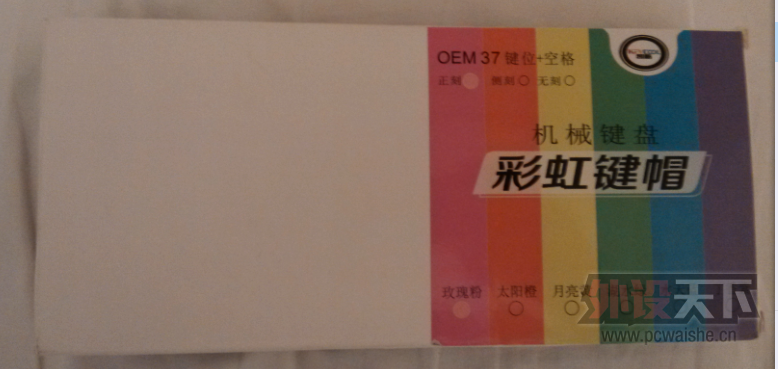 OEM 37 键位+空格
正刻 侧刻 无刻
机械键盘
彩虹键帽
玫瑰粉 太阳橙 月亮黄
外设天下
www.pcwaishe.cn